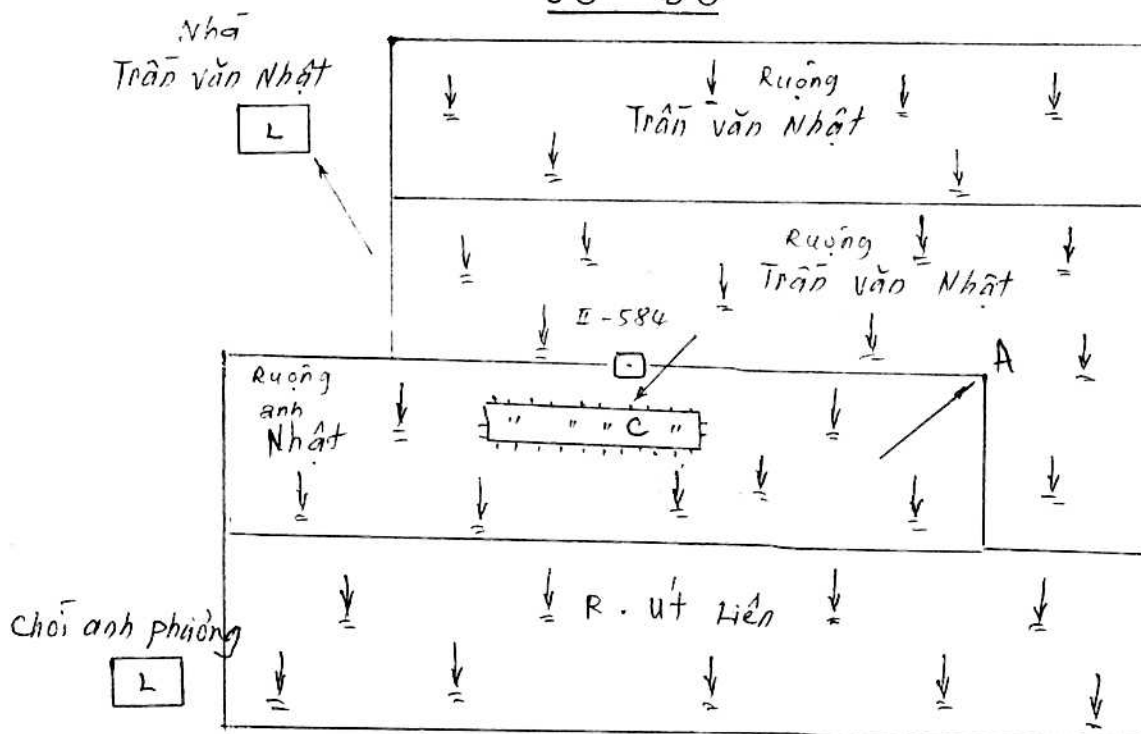 Nhà
Trần văn Nhật
L
Ruộng
Trần văn Nhật
Ruộng
Trần văn Nhật
II-584
A
Ruộng
anh
Nhật
" " " C "
R. út Liên
Chòi anh phương
L